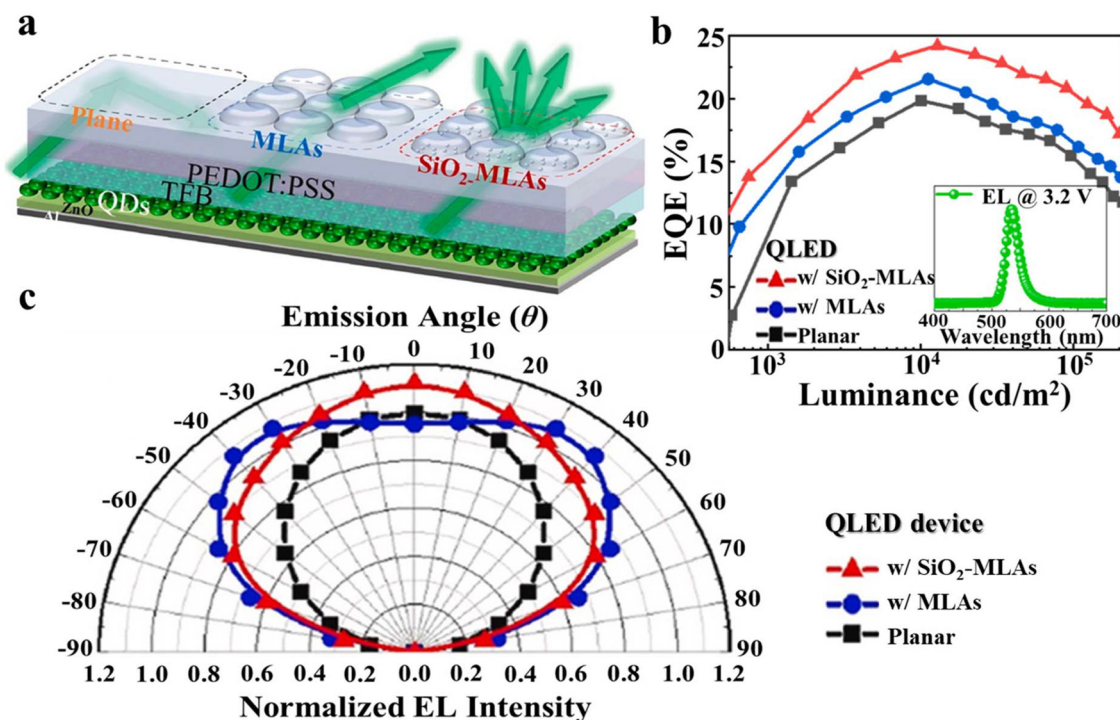 a
Plane
MLAs
SiO₂-MLAs
PEDOT:PSS
TFB
QDs
ZnO
Al
b
25
20
15
10
5
0
EQE (%)
EL @ 3.2 V
400 500 600 700
Wavelength (nm)
QLED
w/ SiO₂-MLAs
w/ MLAs
Planar
10³ 10⁴ 10⁵
Luminance (cd/m²)
c
Emission Angle (θ)
-90 -80 -70 -60 -50 -40 -30 -20 -10 0 10 20 30 40 50 60 70 80 90
1.2 1.0 0.8 0.6 0.4 0.2 0.0 0.2 0.4 0.6 0.8 1.0 1.2
Normalized EL Intensity
QLED device
w/ SiO₂-MLAs
w/ MLAs
Planar